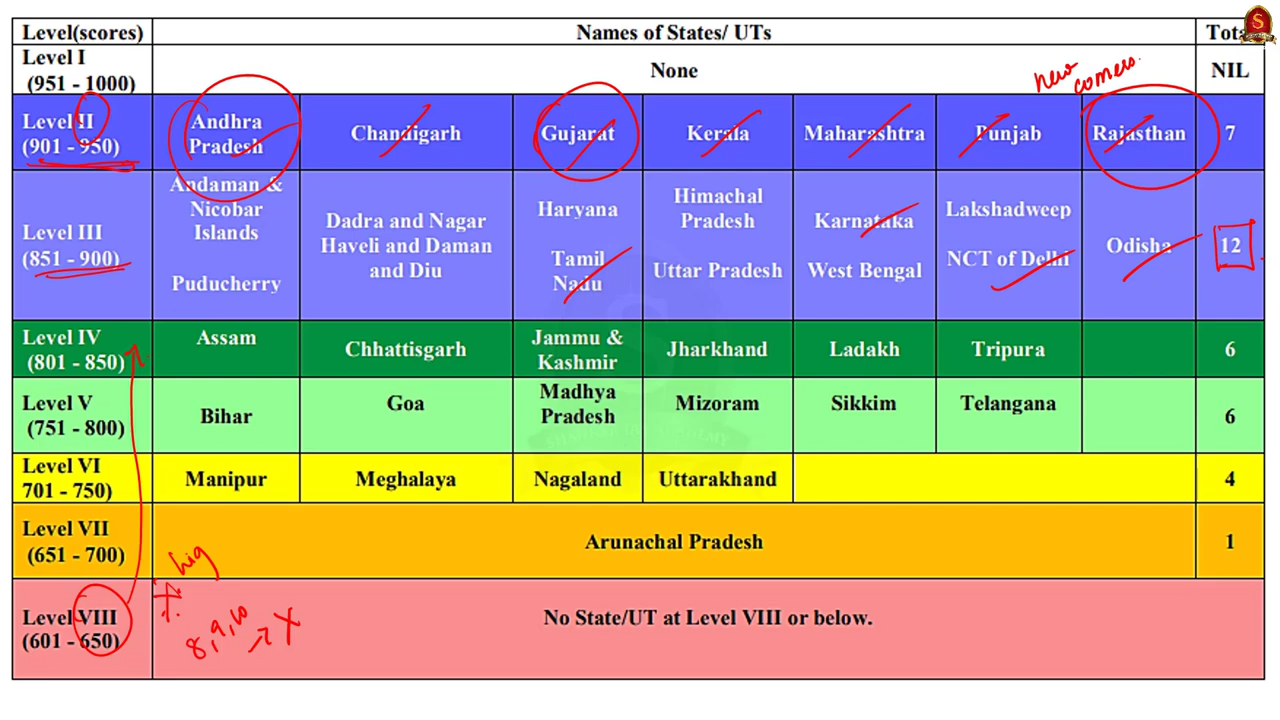 Level(scores)
Names of States/ UTs
Level I
(951 - 1000)
None
NIL
new
comers
Level II
(901 - 950)
Andhra
Pradesh
Chandigarh
Gujarat
Kerala
Maharashtra
Punjab
Rajasthan
7
Level III
(851 - 900)
Andaman &
Nicobar
Islands
Puducherry
Dadra and Nagar
Haveli and Daman
and Diu
Haryana
Tamil
Nadu
Himachal
Pradesh
Uttar Pradesh
Karnataka
West Bengal
Lakshadweep
NCT of Delhi
Odisha
12
Level IV
(801 - 850)
Assam
Chhattisgarh
Jammu &
Kashmir
Jharkhand
Ladakh
Tripura
6
Level V
(751 - 800)
Bihar
Goa
Madhya
Pradesh
Mizoram
Sikkim
Telangana
6
Level VI
701 - 750)
Manipur
Meghalaya
Nagaland
Uttarakhand
4
Level VII
(651 - 700)
Arunachal Pradesh
1
hig
8, 9, 10
Level VIII
(601 - 650)
No State/UT at Level VIII or below.